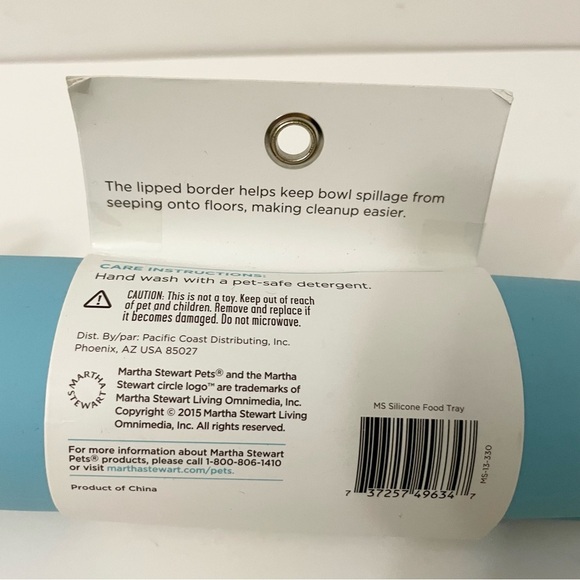 The lipped border helps keep bowl spillage from
seeping onto floors, making cleanup easier.
CARE INSTRUCTIONS:
Hand wash with a pet-safe detergent.
CAUTION: This is not a toy. Keep out of reach
of pet and children. Remove and replace if
it becomes damaged. Do not microwave.
Dist. By/par: Pacific Coast Distributing, Inc.
Phoenix, AZ USA 85027
MARTHA STEWART
Martha Stewart Pets® and the Martha
Stewart circle logo™ are trademarks of
Martha Stewart Living Omnimedia, Inc.
Copyright © 2015 Martha Stewart Living
Omnimedia, Inc. All rights reserved.
For more information about Martha Stewart
Pets® products, please call 1-800-806-1410
or visit marthastewart.com/pets.
Product of China
MS Silicone Food Tray
7 37257 49634 7
MS-13-330